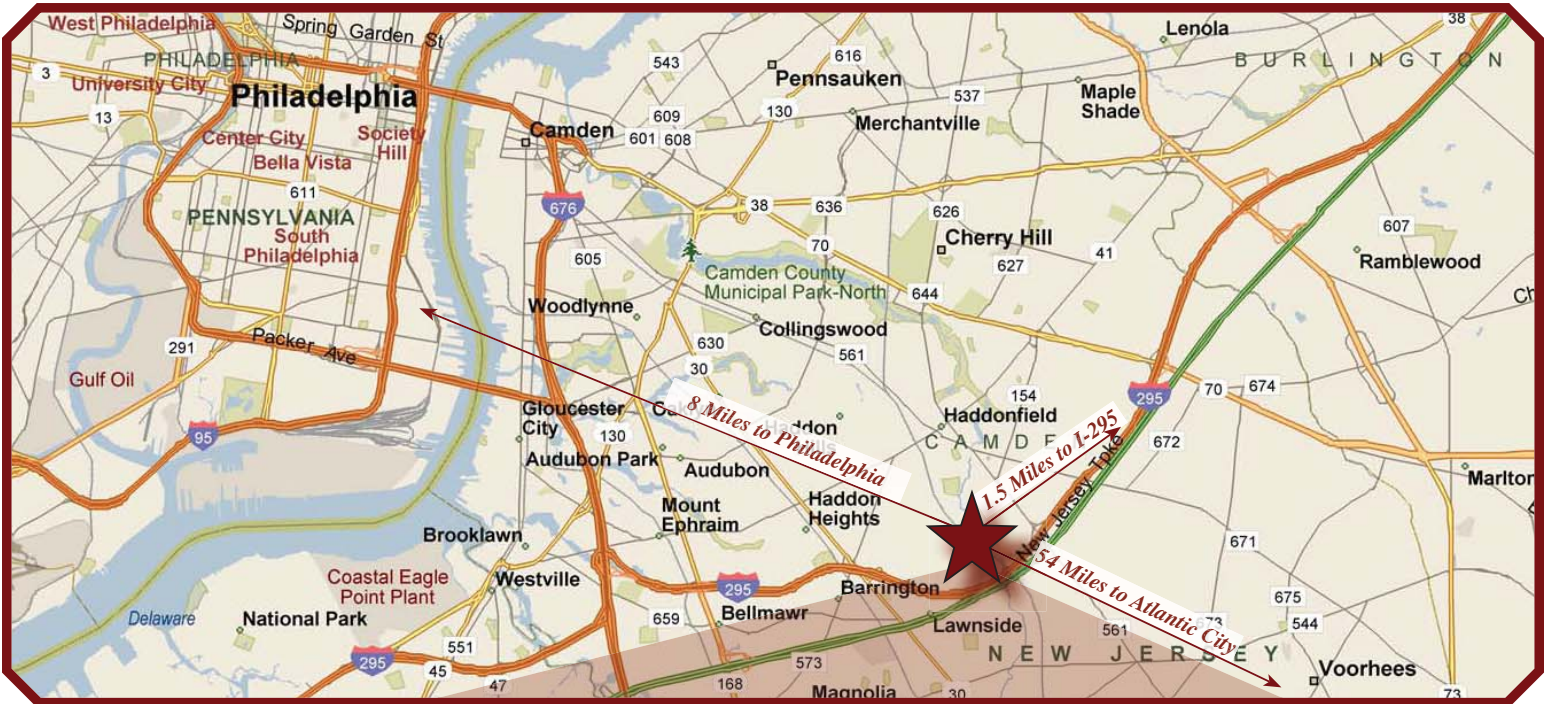 West Philadelphia
Spring Garden St
Lenola
38
PHILADELPHIA
543
616
BURLINGTON
3
University City
Pennsauken
Philadelphia
537
Maple
Shade
13
130
609
Merchantville
Center City
Society
Hill
Camden
601
608
Bella Vista
611
676
38
636
626
607
PENNSYLVANIA
South
Philadelphia
70
Cherry Hill
41
605
627
Ramblewood
Camden County
Municipal Park-North
644
Woodlynne
Collingswood
291
Packer Ave
630
561
30
Gulf Oil
154
295
70
674
Gloucester
City
8 Miles to Philadelphia
Haddon
Haddonfield
1.5 Miles to I-295
95
130
CAMDE
672
Audubon Park
Audubon
New Jersey Tpke
Marlton
Mount
Ephraim
Haddon
Heights
Brooklawn
671
54 Miles to Atlantic City
Coastal Eagle
Point Plant
Westville
295
Barrington
675
Delaware
National Park
659
Bellmawr
Lawnside
561
673
544
551
NEW JERSEY
295
45
573
Voorhees
47
168
Magnolia
30
73